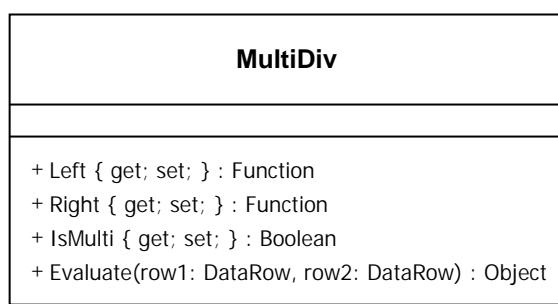 MultiDiv
+ Left { get; set; } : Function
+ Right { get; set; } : Function
+ IsMulti { get; set; } : Boolean
+ Evaluate(row1: DataRow, row2: DataRow) : Object